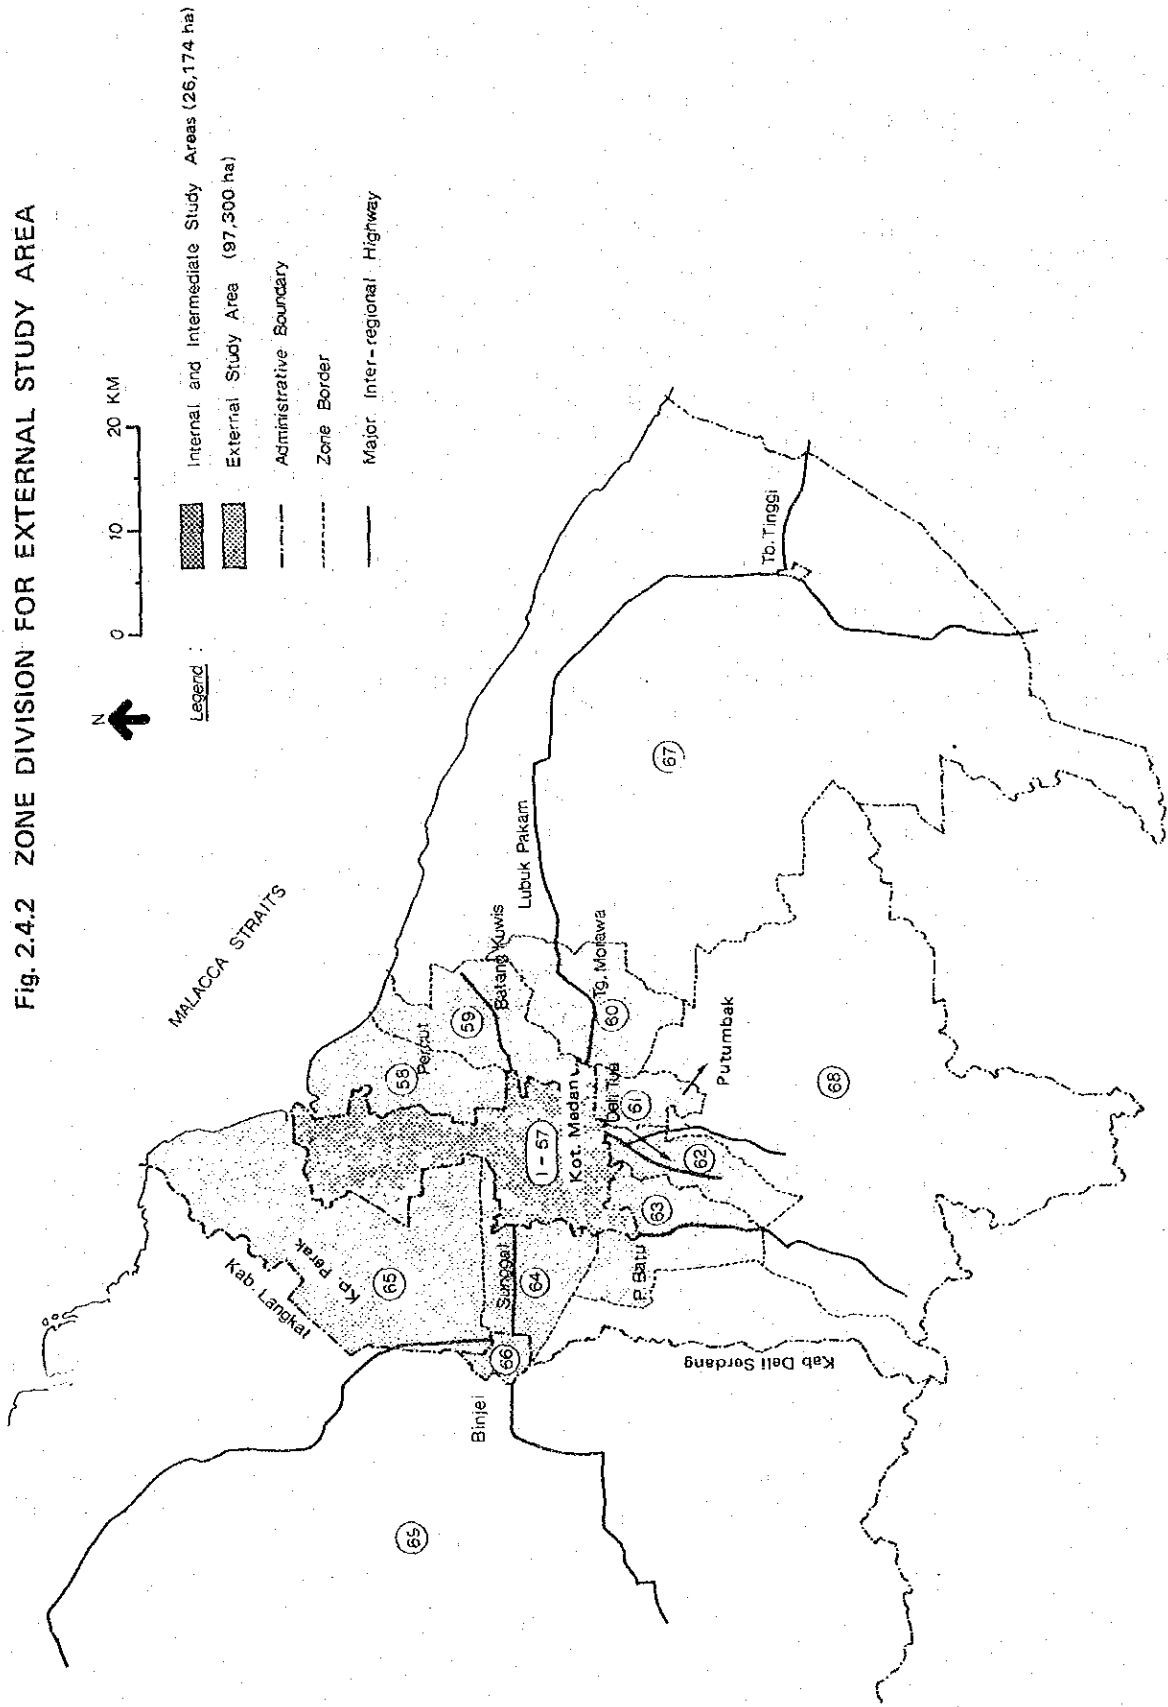 Fig. 2.4.2 ZONE DIVISION FOR EXTERNAL STUDY AREA
N
0 10 20 KM
Legend :
Internal and Intermediate Study Areas (26,174 ha)
External Study Area (97,300 ha)
Administrative Boundary
Zone Border
Major Inter-regional Highway
MALACCA STRAITS
Kab. Langkat
Kp. Perak
65
58
Percut
59
Batang Kuwis
Lubuk Pakam
69
Binjei
66
Sunggal
64
1 - 57
Kot. Medan
Deli Tua
60
Tg. Morawa
67
Tb. Tinggi
P. Batu
63
62
61
Putumbak
68
Kab Deli Serdang